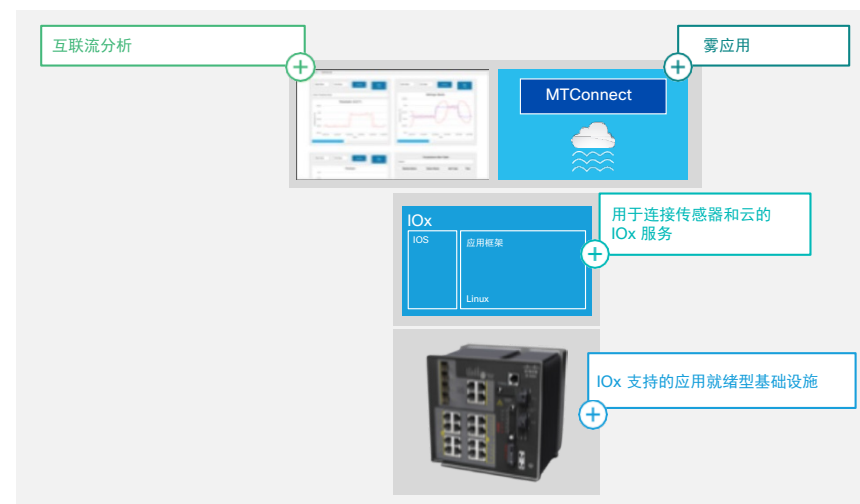 互联流分析
雾应用
MTConnect
用于连接传感器和云的
IOx 服务
IOx
IOS
应用框架
Linux
IOx 支持的应用就绪型基础设施